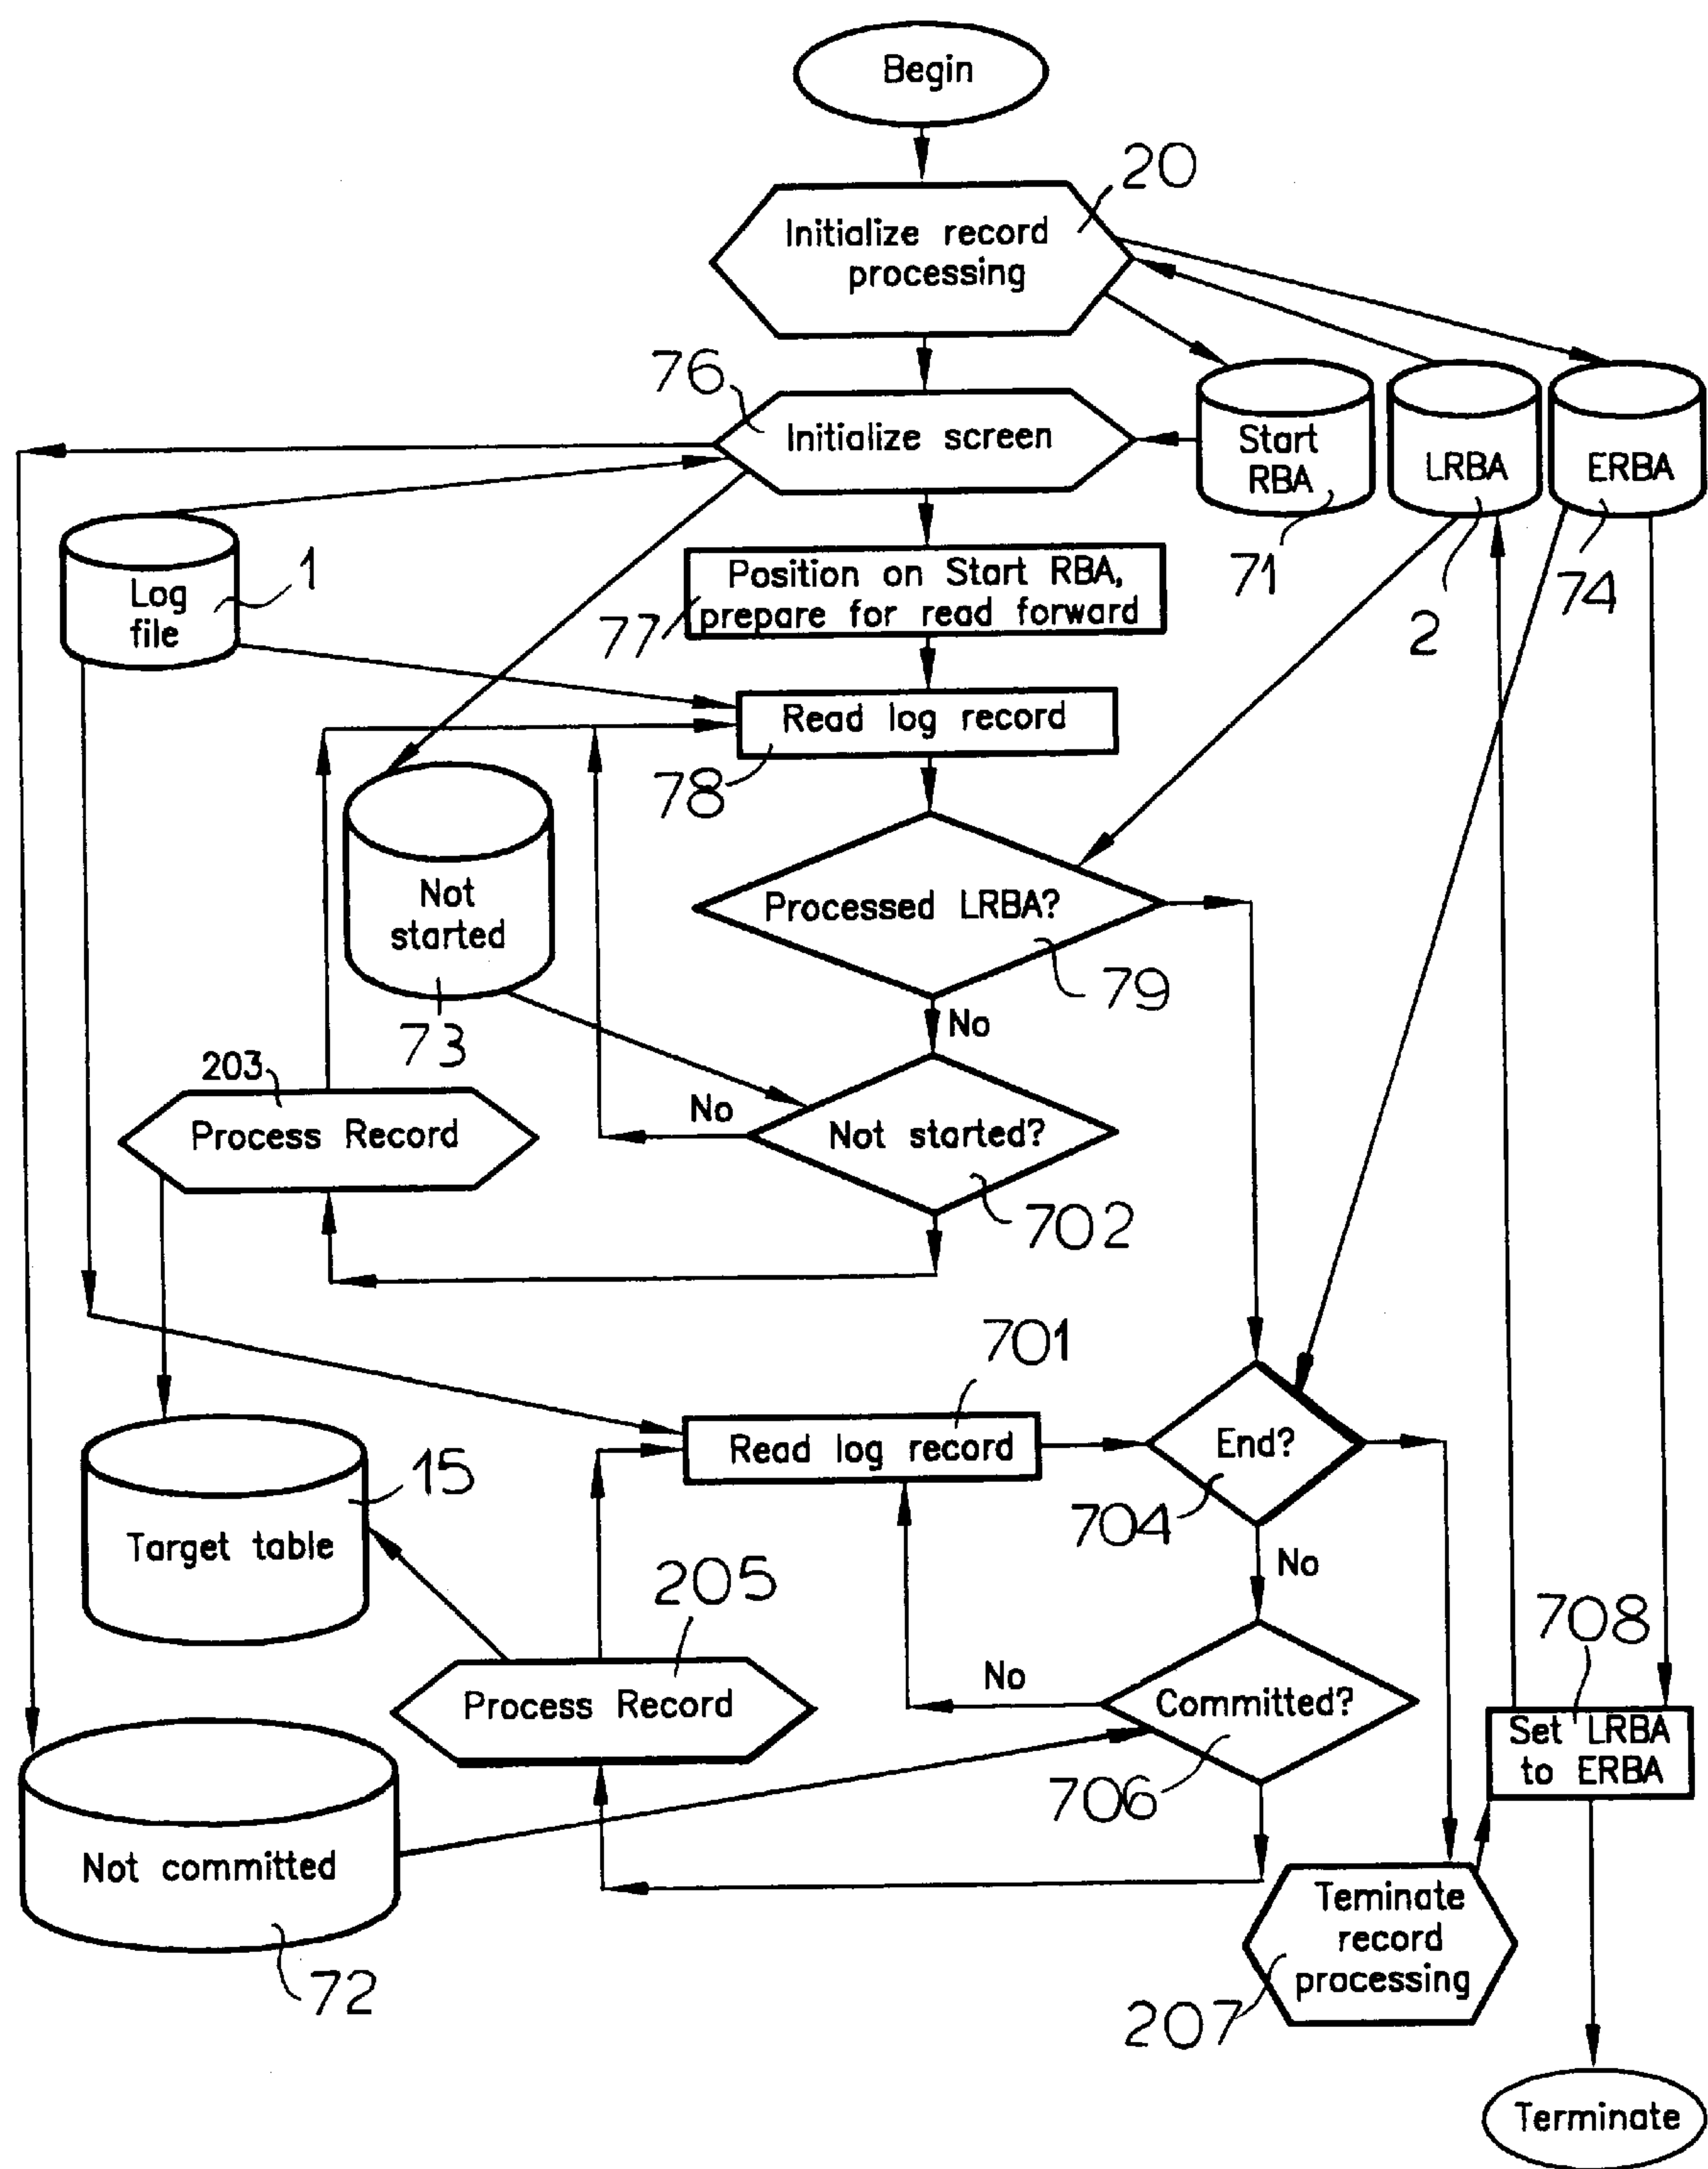 Begin
20
Initialize record
processing
76
Initialize screen
Start
RBA
LRBA
ERBA
71
2
74
Log
file
1
Position on Start RBA,
prepare for read forward
77
Read log record
78
Not
started
73
Processed LRBA?
79
No
203
Process Record
No
Not started?
702
701
Read log record
End?
704
No
15
Target table
205
Process Record
No
Committed?
706
708
Set LRBA
to ERBA
Not committed
72
Teminate
record
processing
207
Terminate